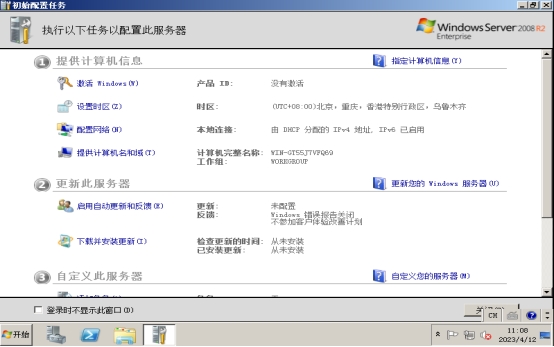 初始配置任务
执行以下任务以配置此服务器
Windows Server 2008 R2
Enterprise
1 提供计算机信息
指定计算机信息(Y)
激活 Windows(W)
产品 ID: 没有激活
设置时区(Z)
时区: (UTC+08:00)北京，重庆，香港特别行政区，乌鲁木齐
配置网络(N)
本地连接: 由 DHCP 分配的 IPv4 地址，IPv6 已启用
提供计算机名和域(T)
计算机完整名称: WIN-GT55J7VPQ69
工作组: WORKGROUP
2 更新此服务器
更新您的 Windows 服务器(U)
启用自动更新和反馈(E)
更新: 未配置
反馈: Windows 错误报告关闭
不参加客户体验改善计划
下载并安装更新(I)
检查更新的时间: 从未安装
已安装更新: 从未安装
3 自定义此服务器
自定义您的服务器(M)
登录时不显示此窗口(D)
CH
开始
11:08
2023/4/12